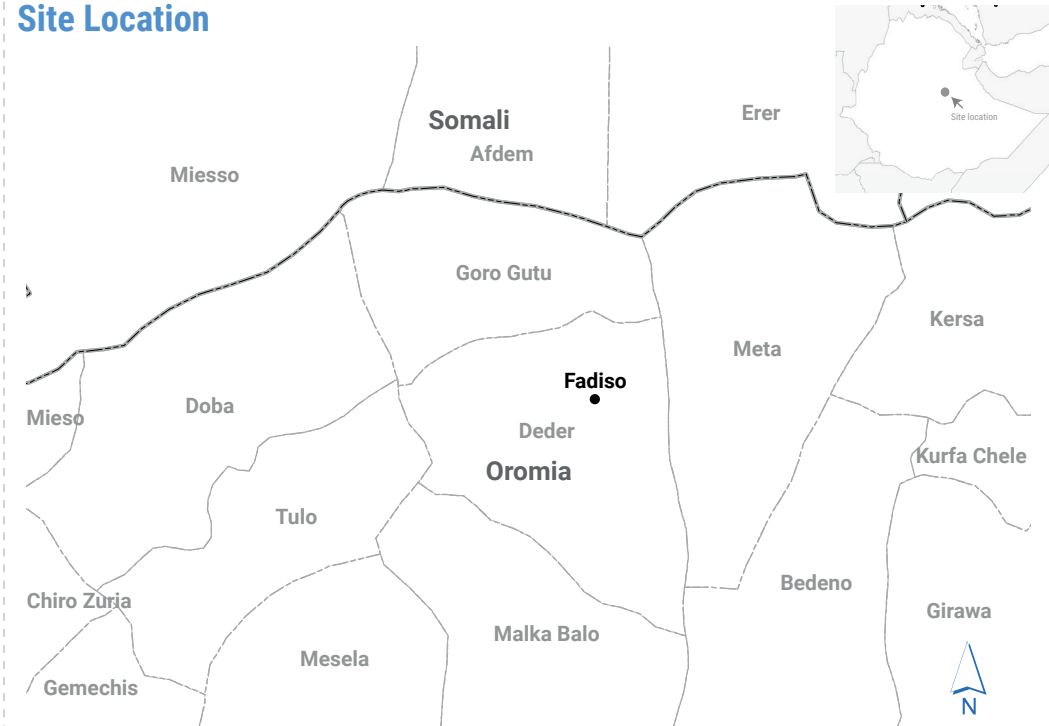 Site Location
Site location
Somali
Afdem
Erer
Miesso
Goro Gutu
Kersa
Meta
Fadiso
Doba
Mieso
Deder
Oromia
Kurfa Chele
Tulo
Bedeno
Chiro Zuria
Girawa
Malka Balo
Mesela
Gemechis
N